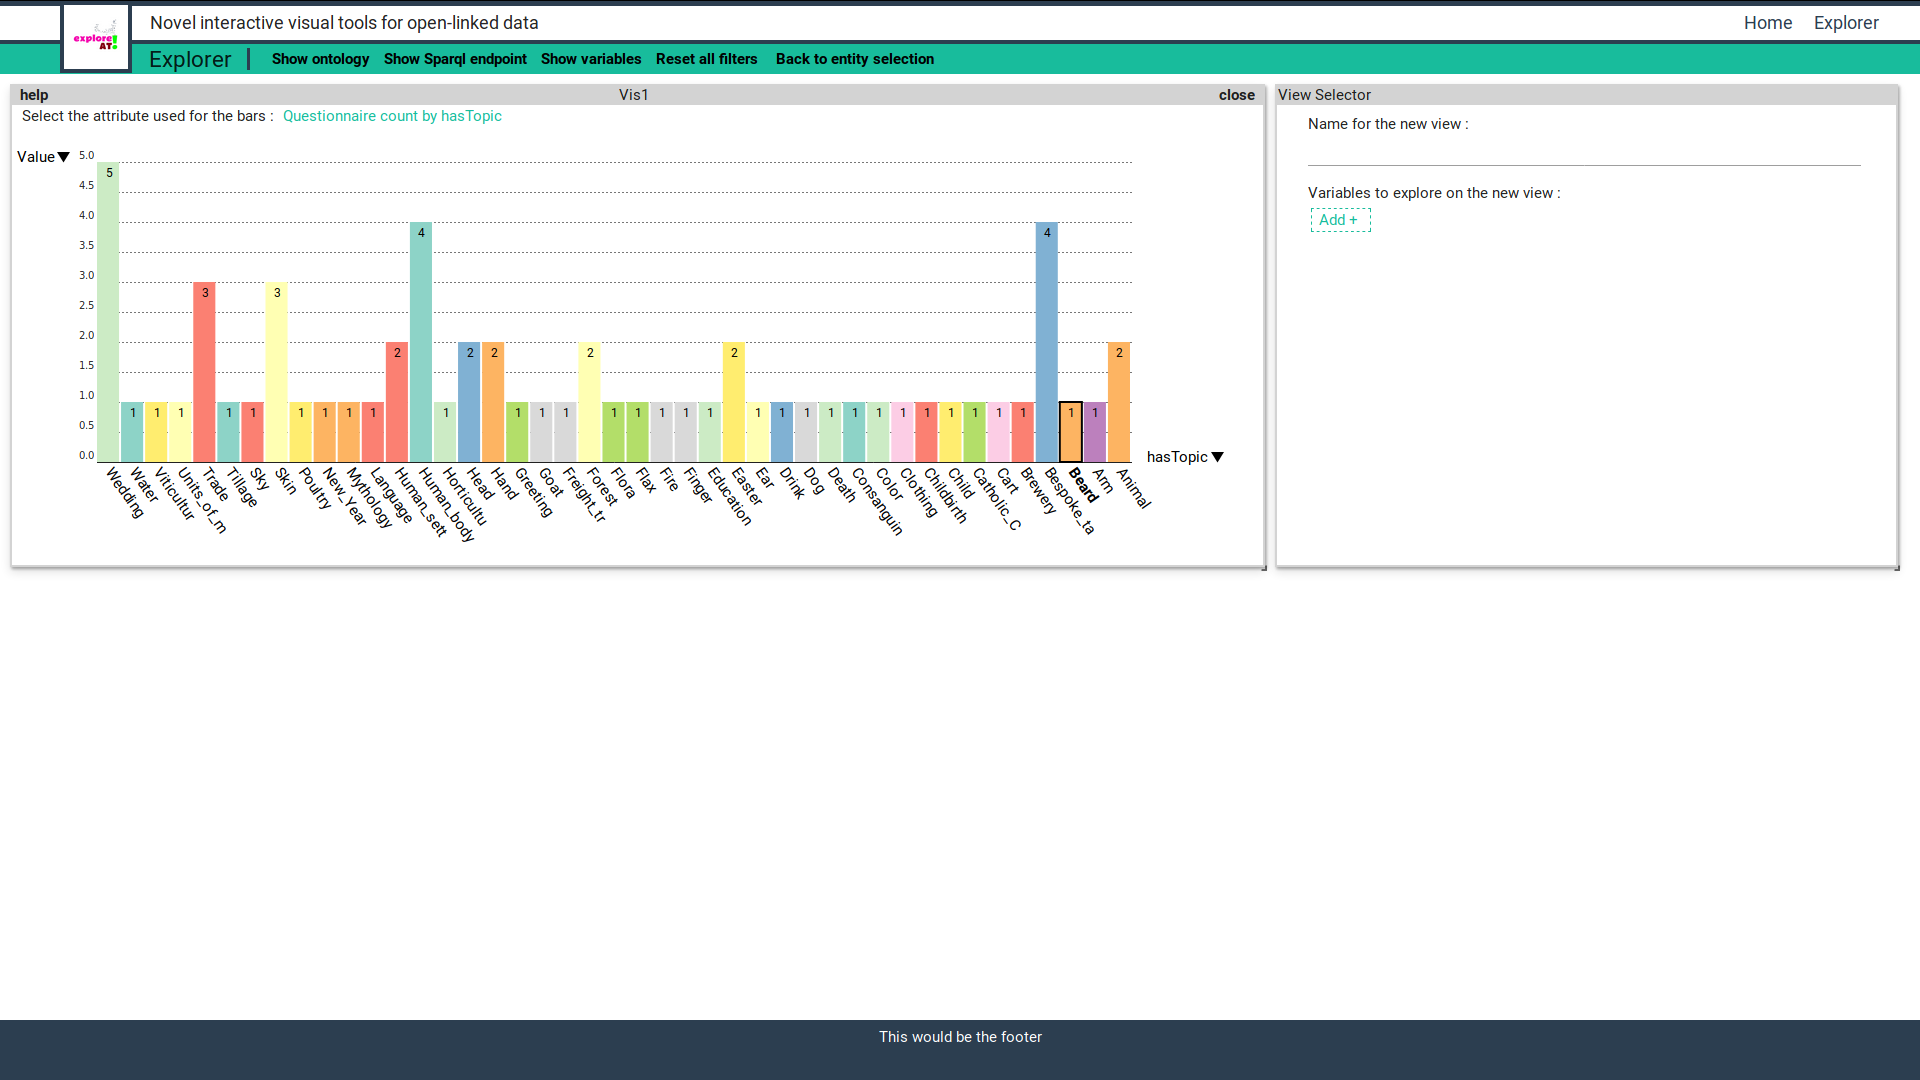 Novel interactive visual tools for open-linked data
Home Explorer
explore
AT!
Explorer
Show ontology Show Sparql endpoint Show variables Reset all filters Back to entity selection
help Vis1 close
Select the attribute used for the bars : Questionnaire count by hasTopic
Value▼
5.0
4.5
4.0
3.5
3.0
2.5
2.0
1.5
1.0
0.5
0.0
5 1 1 1 3 1 1 3 1 1 1 1 2 4 1 2 2 1 1 1 2 1 1 1 1 1 2 1 1 1 1 1 1 1 1 1 1 1 1 4 1 1 2
hasTopic ▼
Wedding
Water
Viticultur
Units_of_m
Trade
Tillage
Sky
Skin
Poultry
New_Year
Mythology
Language
Human_sett
Human_body
Horticultu
Head
Hand
Greeting
Goat
Freight_tr
Forest
Flora
Flax
Fire
Finger
Education
Easter
Ear
Drink
Dog
Death
Consanguin
Color
Clothing
Childbirth
Child
Catholic_C
Cart
Brewery
Bespoke_ta
Beard
Arm
Animal
View Selector
Name for the new view :
Variables to explore on the new view :
Add +
This would be the footer